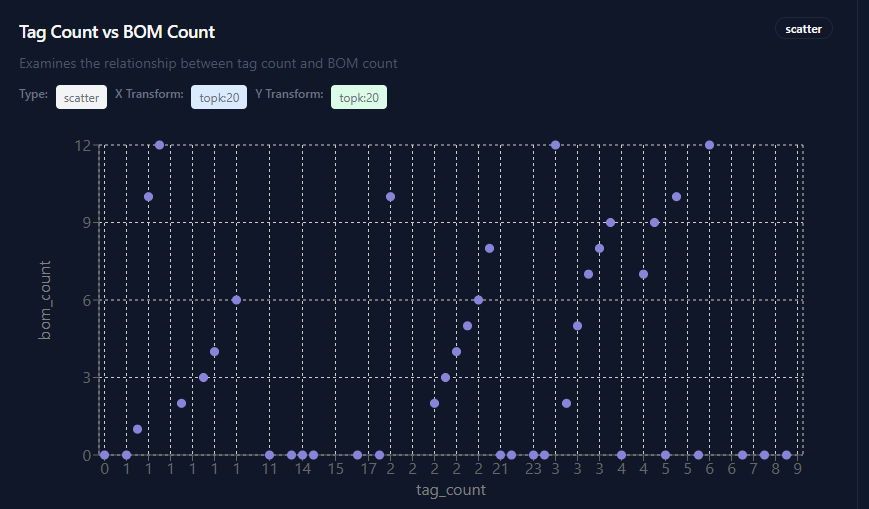 Tag Count vs BOM Count
scatter
Examines the relationship between tag count and BOM count
Type: scatter X Transform: topk:20 Y Transform: topk:20
12
9
6
3
0
bom_count
0 1 1 1 1 1 1 11 14 15 17 2 2 2 2 2 21 23 3 3 3 4 4 5 5 6 6 7 8 9
tag_count